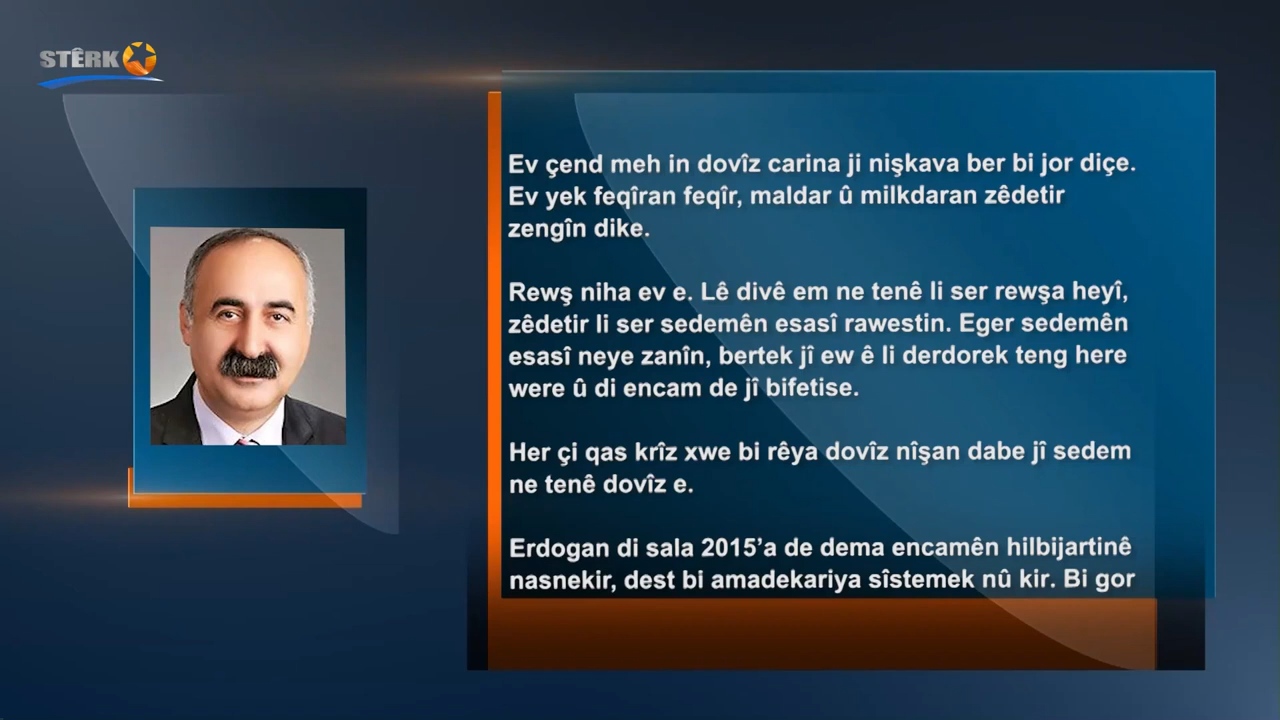 STÊRK
Ev çend meh in dovîz carina ji nişkava ber bi jor diçe.
Ev yek feqîran feqîr, maldar û milkdaran zêdetir
zengîn dike.
Rewş niha ev e. Lê divê em ne tenê li ser rewşa heyî,
zêdetir li ser sedemên esasî rawestin. Eger sedemên
esasî neye zanîn, bertek jî ew ê li derdorek teng here
were û di encam de jî bifetise.
Her çi qas krîz xwe bi rêya dovîz nîşan dabe jî sedem
ne tenê dovîz e.
Erdogan di sala 2015’a de dema encamên hilbijartinê
nasnekir, dest bi amadekariya sîstemek nû kir. Bi gor